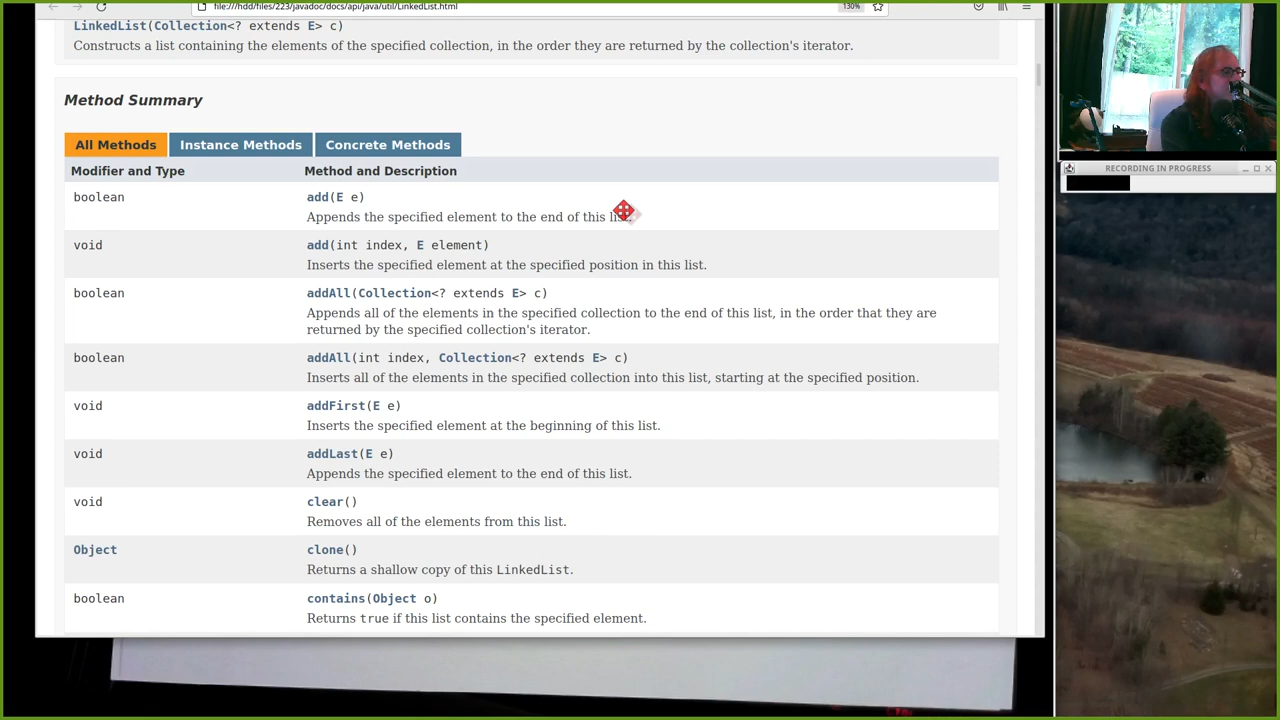 file:///hdd/files/223/javadoc/docs/api/java/util/LinkedList.html
130%
LinkedList(Collection<? extends E> c)
Constructs a list containing the elements of the specified collection, in the order they are returned by the collection's iterator.
Method Summary
All Methods Instance Methods Concrete Methods
Modifier and Type Method and Description
boolean add(E e)
Appends the specified element to the end of this list.
void add(int index, E element)
Inserts the specified element at the specified position in this list.
boolean addAll(Collection<? extends E> c)
Appends all of the elements in the specified collection to the end of this list, in the order that they are
returned by the specified collection's iterator.
boolean addAll(int index, Collection<? extends E> c)
Inserts all of the elements in the specified collection into this list, starting at the specified position.
void addFirst(E e)
Inserts the specified element at the beginning of this list.
void addLast(E e)
Appends the specified element to the end of this list.
void clear()
Removes all of the elements from this list.
Object clone()
Returns a shallow copy of this LinkedList.
boolean contains(Object o)
Returns true if this list contains the specified element.
RECORDING IN PROGRESS